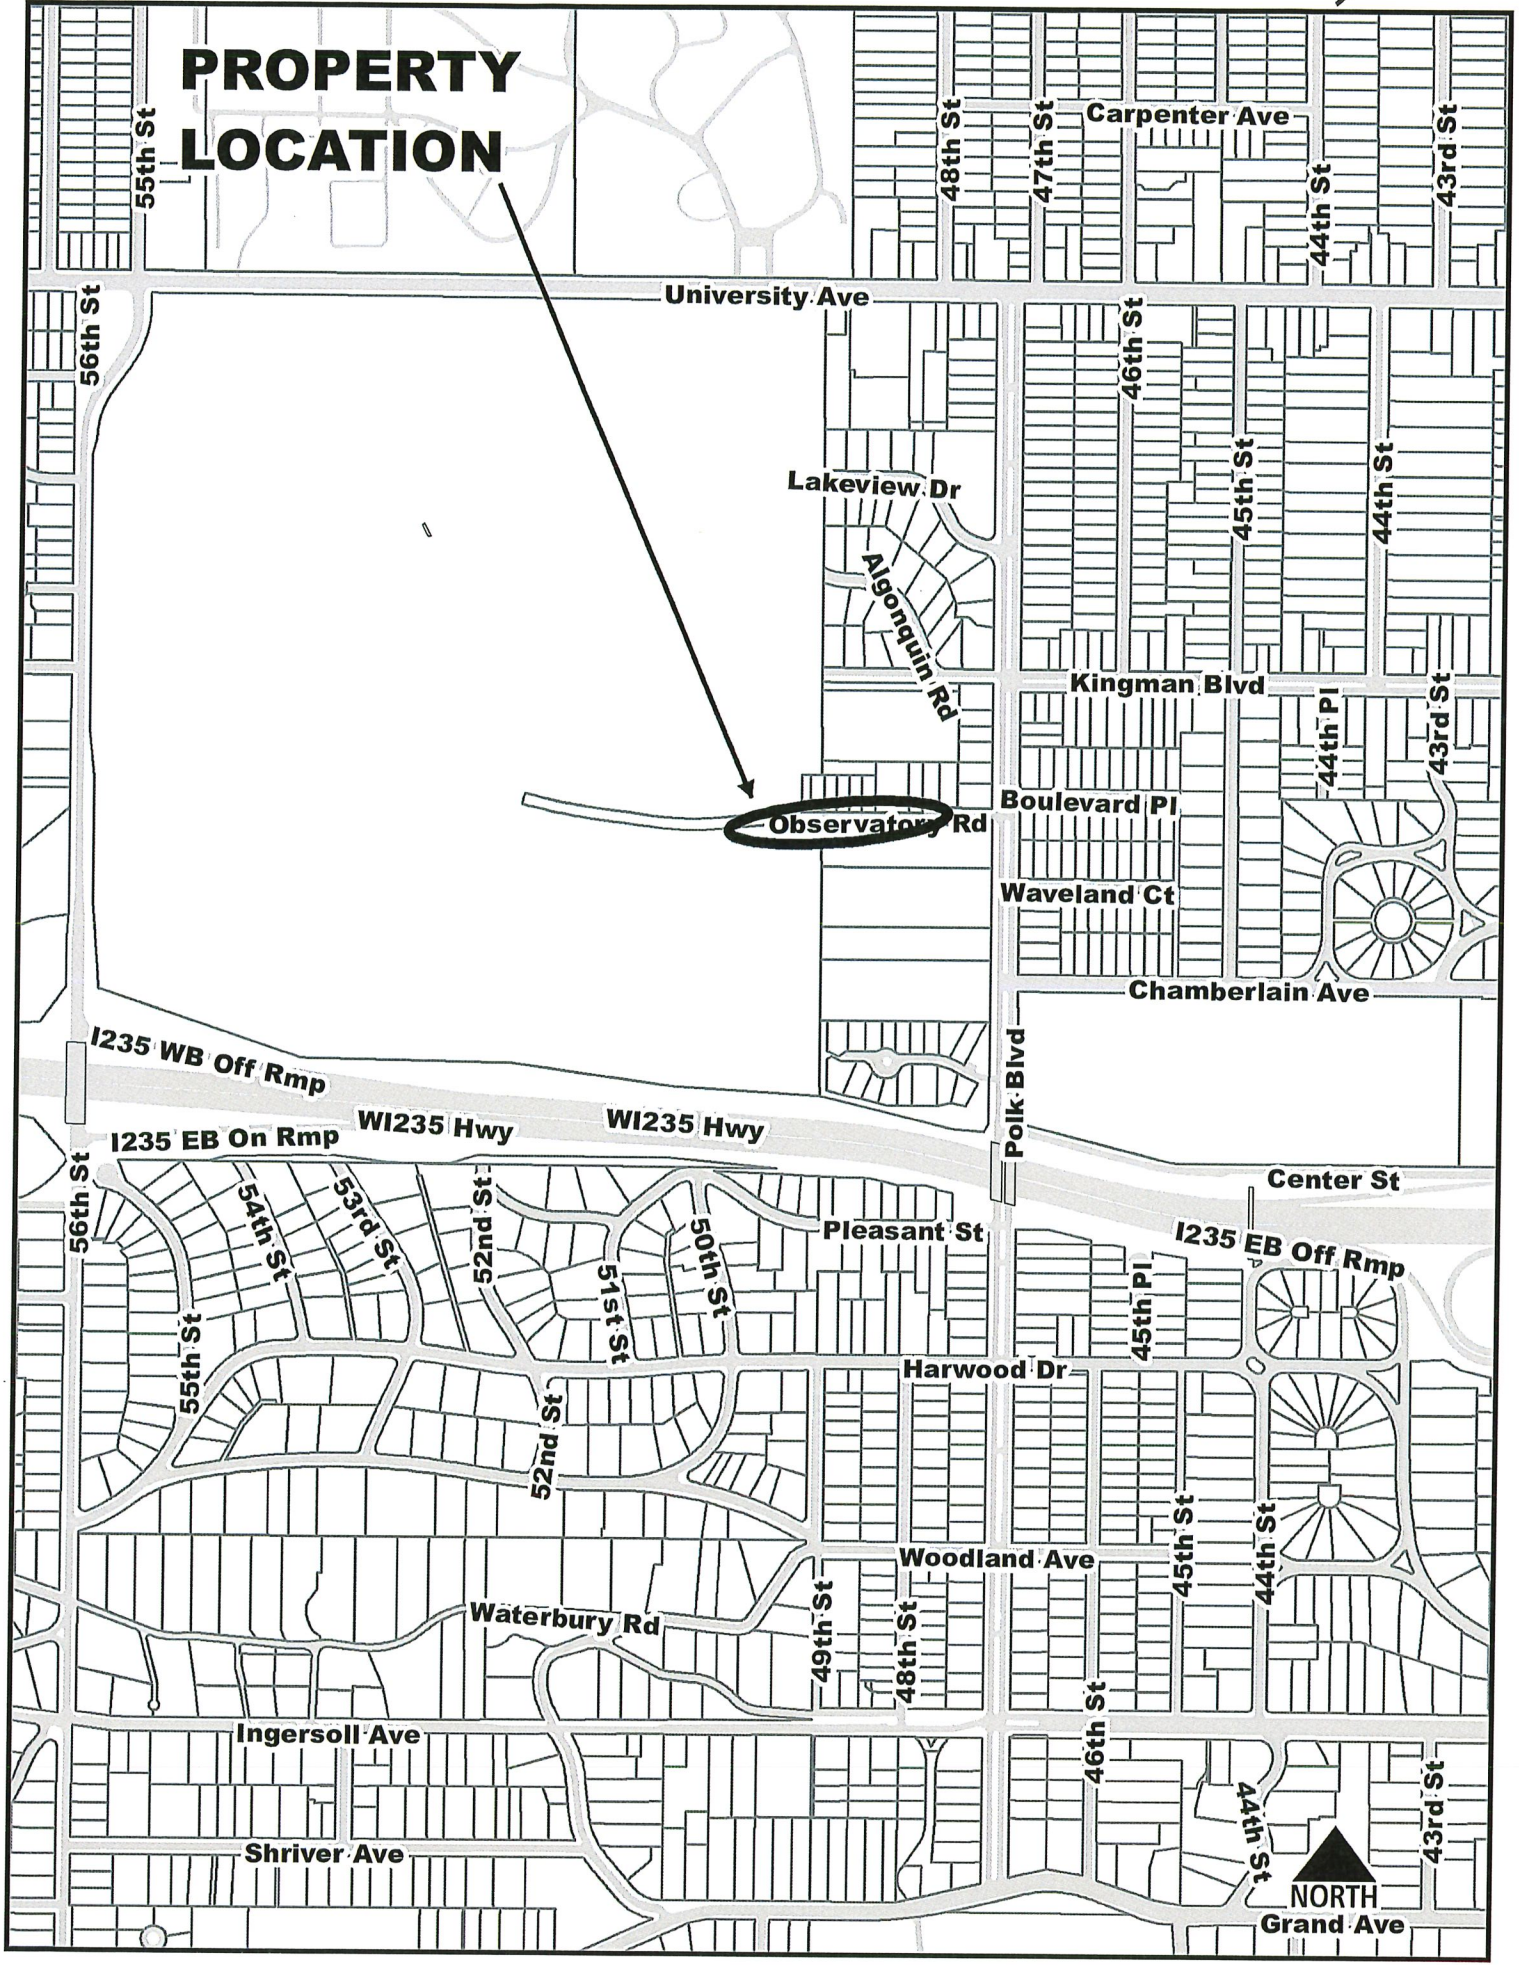 PROPERTY
LOCATION
55th St
48th St
47th St
Carpenter Ave
44th St
43rd St
University Ave
56th St
46th St
45th St
44th St
Lakeview Dr
Algonquin Rd
Kingman Blvd
44th Pl
43rd St
Boulevard Pl
Observatory Rd
Waveland Ct
Chamberlain Ave
I235 WB Off Rmp
Polk Blvd
WI235 Hwy
WI235 Hwy
I235 EB On Rmp
Center St
56th St
54th St
53rd St
52nd St
51st St
50th St
Pleasant St
I235 EB Off Rmp
45th Pl
55th St
Harwood Dr
52nd St
45th St
44th St
Woodland Ave
Waterbury Rd
49th St
48th St
46th St
Ingersoll Ave
44th St
43rd St
Shriver Ave
NORTH
Grand Ave